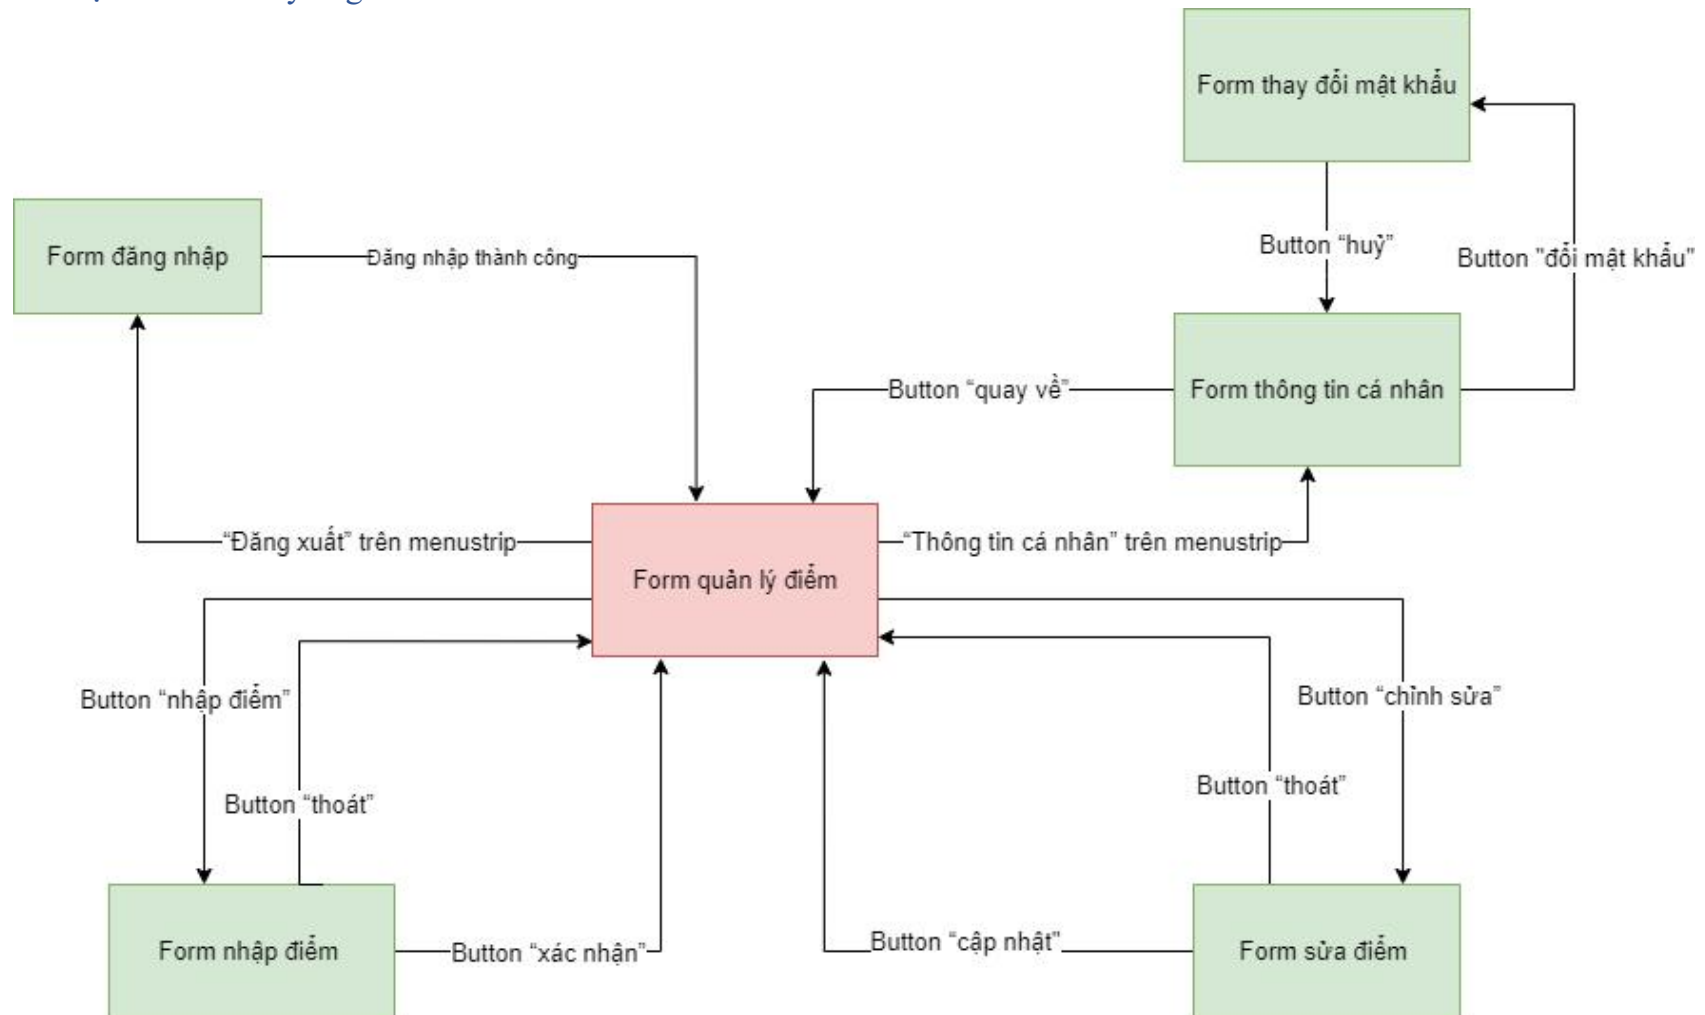 Form thay đổi mật khẩu
Form đăng nhập
Đăng nhập thành công
Button “huỷ”
Button "đổi mật khẩu"
Button “quay về”
Form thông tin cá nhân
“Đăng xuất” trên menustrip
“Thông tin cá nhân” trên menustrip
Form quản lý điểm
Button “nhập điểm”
Button “chỉnh sửa”
Button “thoát”
Button “thoát”
Form nhập điểm
Button “xác nhận”
Button “cập nhật”
Form sửa điểm